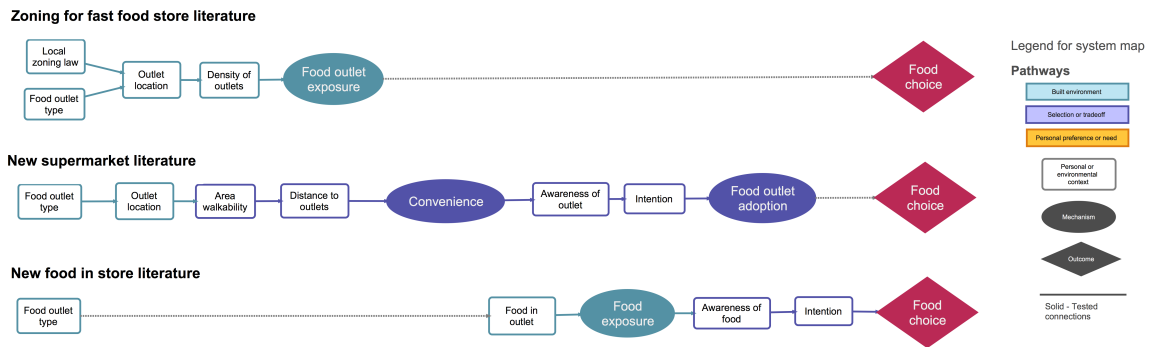 Zoning for fast food store literature
Local
zoning law
Food outlet
type
Outlet
location
Density of
outlets
Food outlet
exposure
Food
choice
New supermarket literature
Food outlet
type
Outlet
location
Area
walkability
Distance to
outlets
Convenience
Awareness of
outlet
Intention
Food outlet
adoption
Food
choice
New food in store literature
Food outlet
type
Food in
outlet
Food
exposure
Awareness of
food
Intention
Food
choice
Legend for system map
Pathways
Built environment
Selection or tradeoff
Personal preference or need
Personal or
environmental
context
Mechanism
Outcome
Solid - Tested
connections